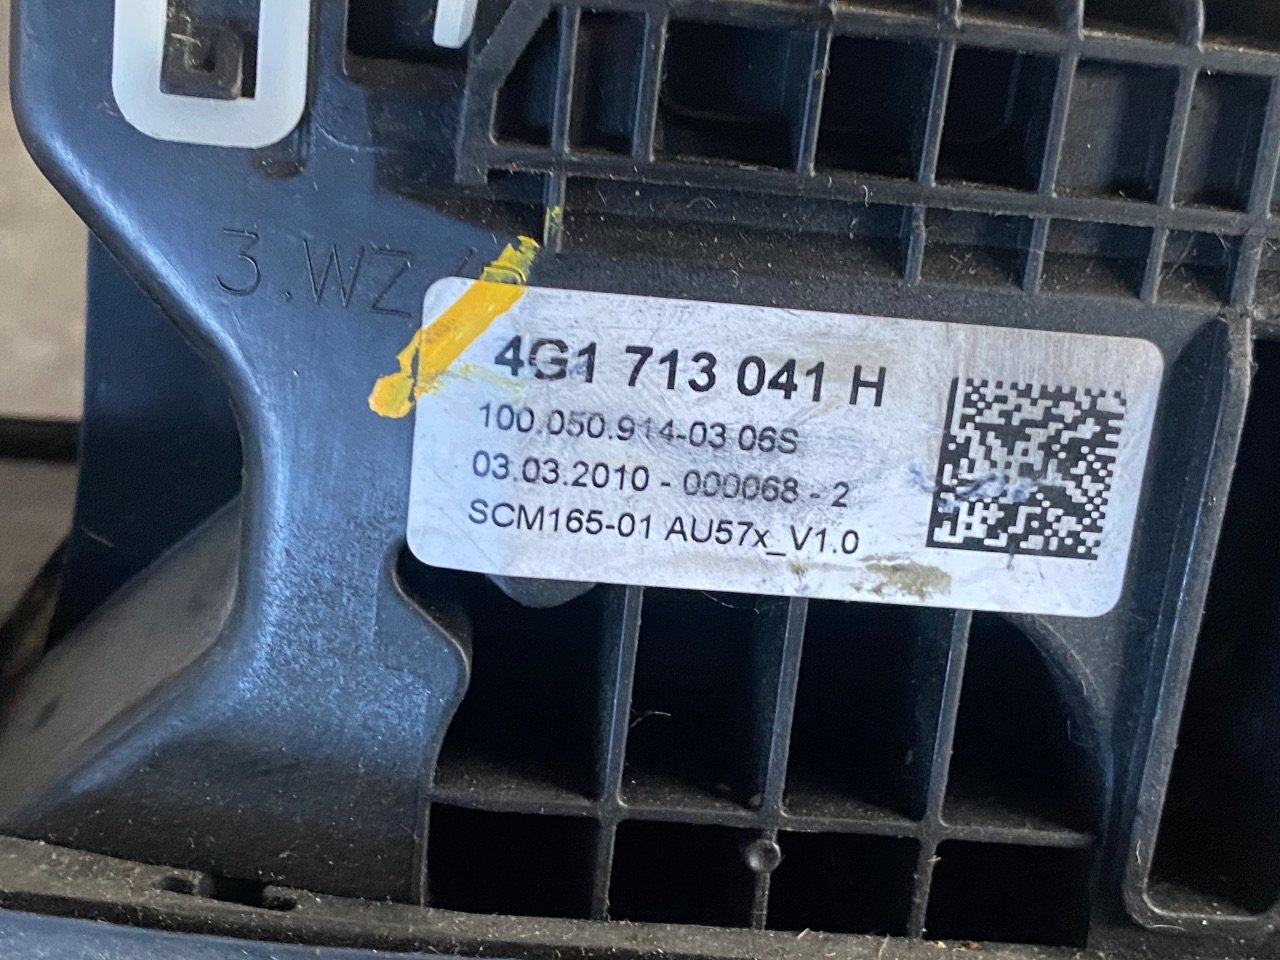 3.WZ
4G1 713 041 H
100.050.914-03 06S
03.03.2010 - 000068 - 2
SCM165-01 AU57x_V1.0